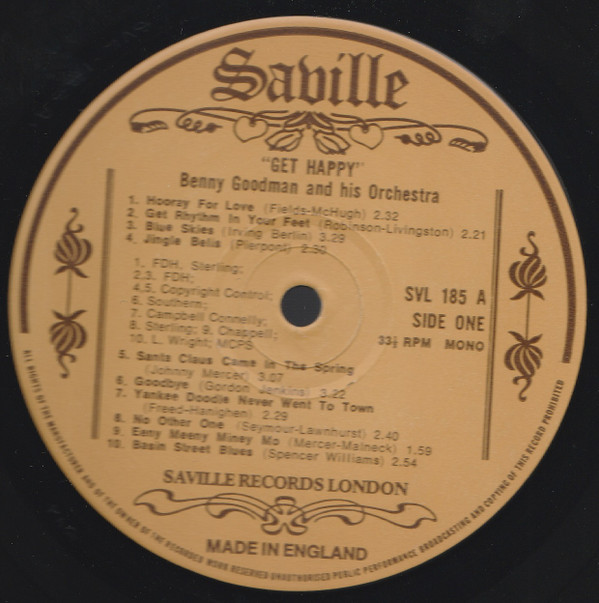 Saville
"GET HAPPY"
Benny Goodman and his Orchestra
1. Hooray For Love (Fields-McHugh) 2.32
2. Get Rhythm In Your Feet (Robinson-Livingston) 2.21
3. Blue Skies (Irving Berlin) 3.29
4. Jingle Bells (Pierpont) 2.30
1. FDH, Sterling;
2,3. FDH;
4,5. Copyright Control;
6. Southern;
7. Campbell Connelly;
8. Sterling; 9. Chappell;
10. L. Wright; MCPS
SVL 185 A
SIDE ONE
33⅓ RPM MONO
5. Santa Claus Came In The Spring
(Johnny Mercer) 3.07
6. Goodbye (Gordon Jenkins) 3.22
7. Yankee Doodle Never Went To Town
(Freed-Hanighen) 2.29
8. No Other One (Seymour-Lawnhurst) 2.40
9. Eeny Meeny Miney Mo (Mercer-Malneck) 1.59
10. Basin Street Blues (Spencer Williams) 2.54
SAVILLE RECORDS LONDON
MADE IN ENGLAND
ALL RIGHTS OF THE MANUFACTURER AND OF THE OWNER OF THE RECORDED WORK RESERVED UNAUTHORISED PUBLIC PERFORMANCE BROADCASTING AND COPYING OF THIS RECORD PROHIBITED